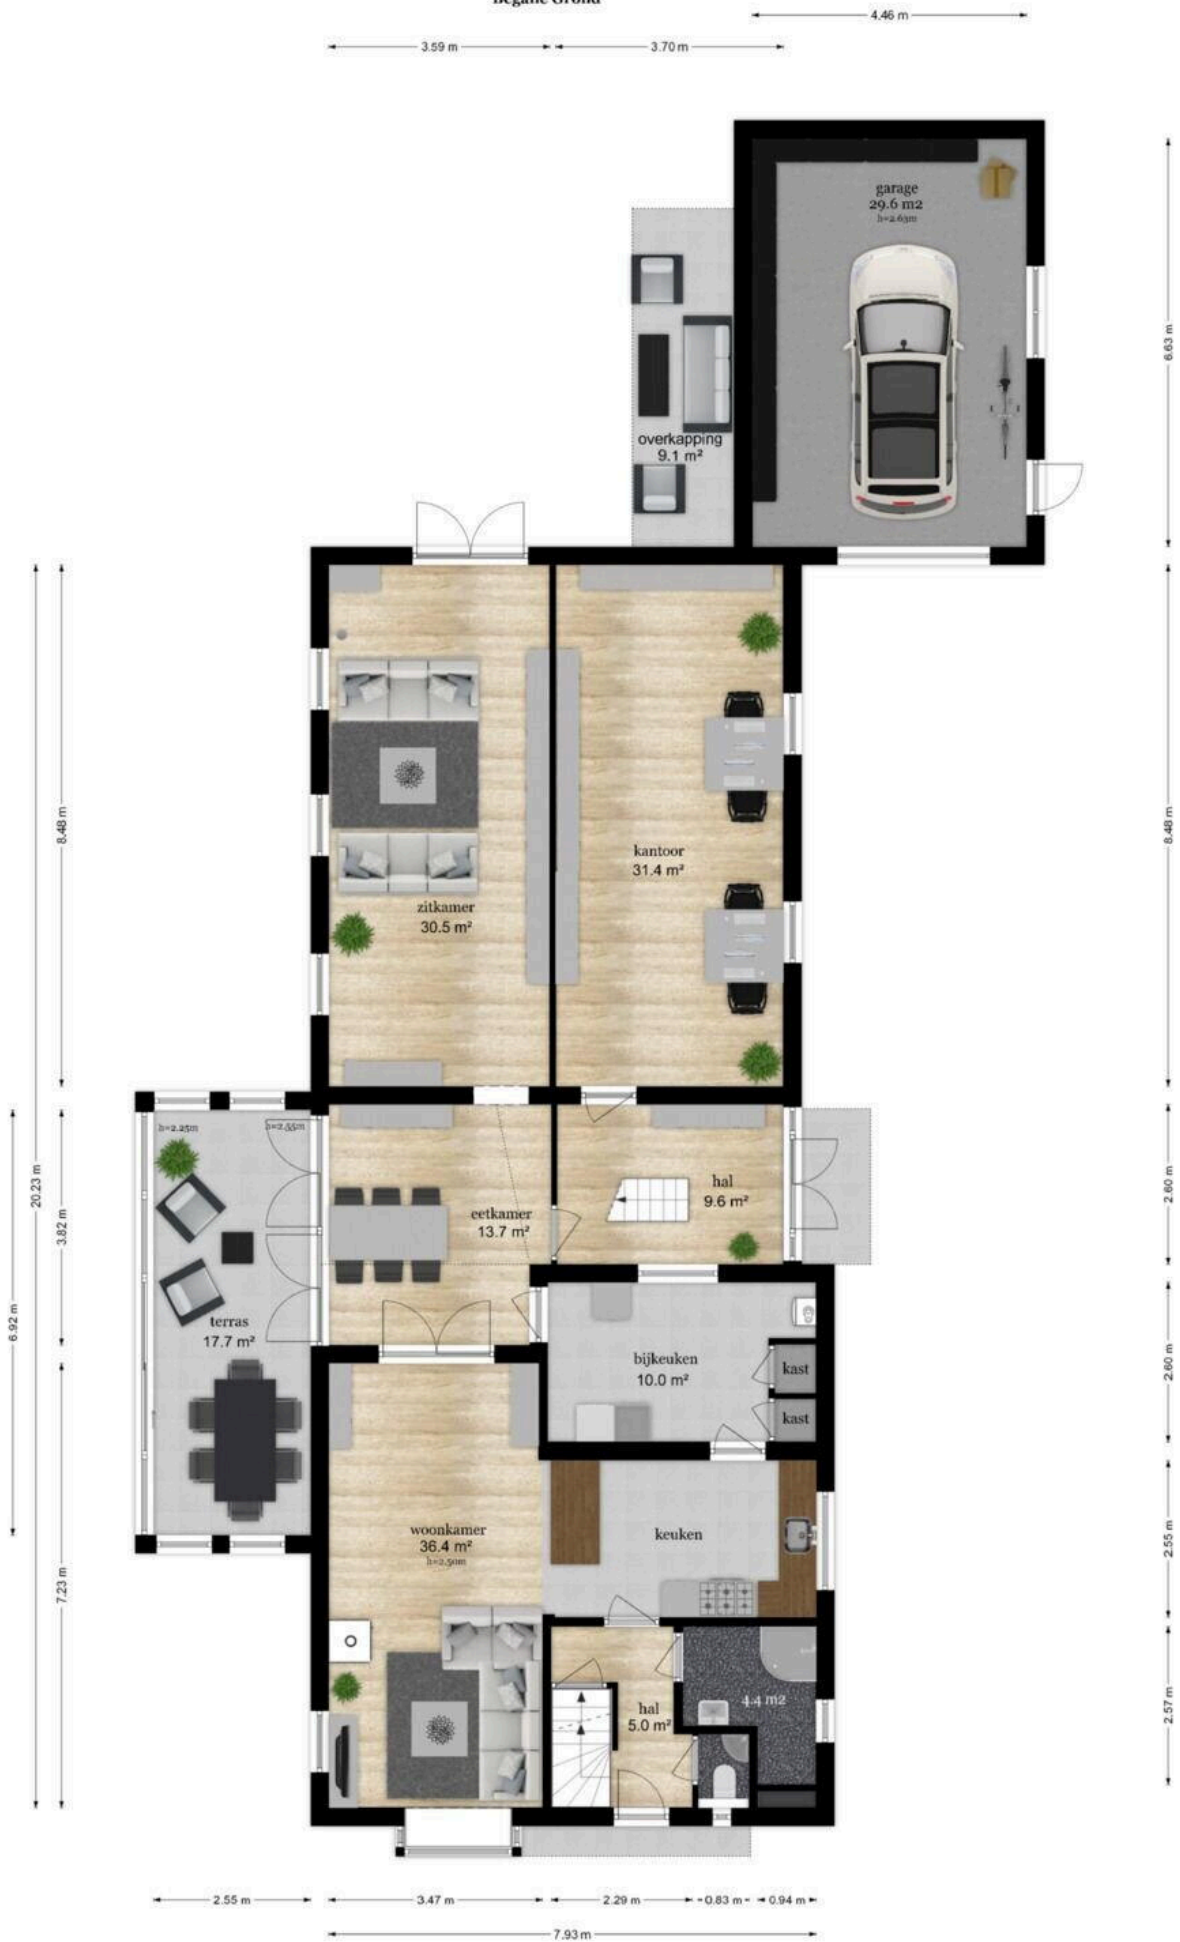 Begane Grond
4.46 m
3.59 m
3.70 m
garage
29.6 m2
h=2.63m
6.63 m
overkapping
9.1 m²
8.48 m
kantoor
31.4 m²
8.48 m
zitkamer
30.5 m²
h=2.25m
h=2.55m
20.23 m
3.82 m
hal
9.6 m²
2.60 m
eetkamer
13.7 m²
6.92 m
terras
17.7 m²
bijkeuken
10.0 m²
kast
kast
2.60 m
woonkamer
36.4 m²
h=2.50m
keuken
2.55 m
7.23 m
hal
5.0 m²
4.4 m2
2.57 m
2.55 m
3.47 m
2.29 m
0.83 m
0.94 m
7.93 m